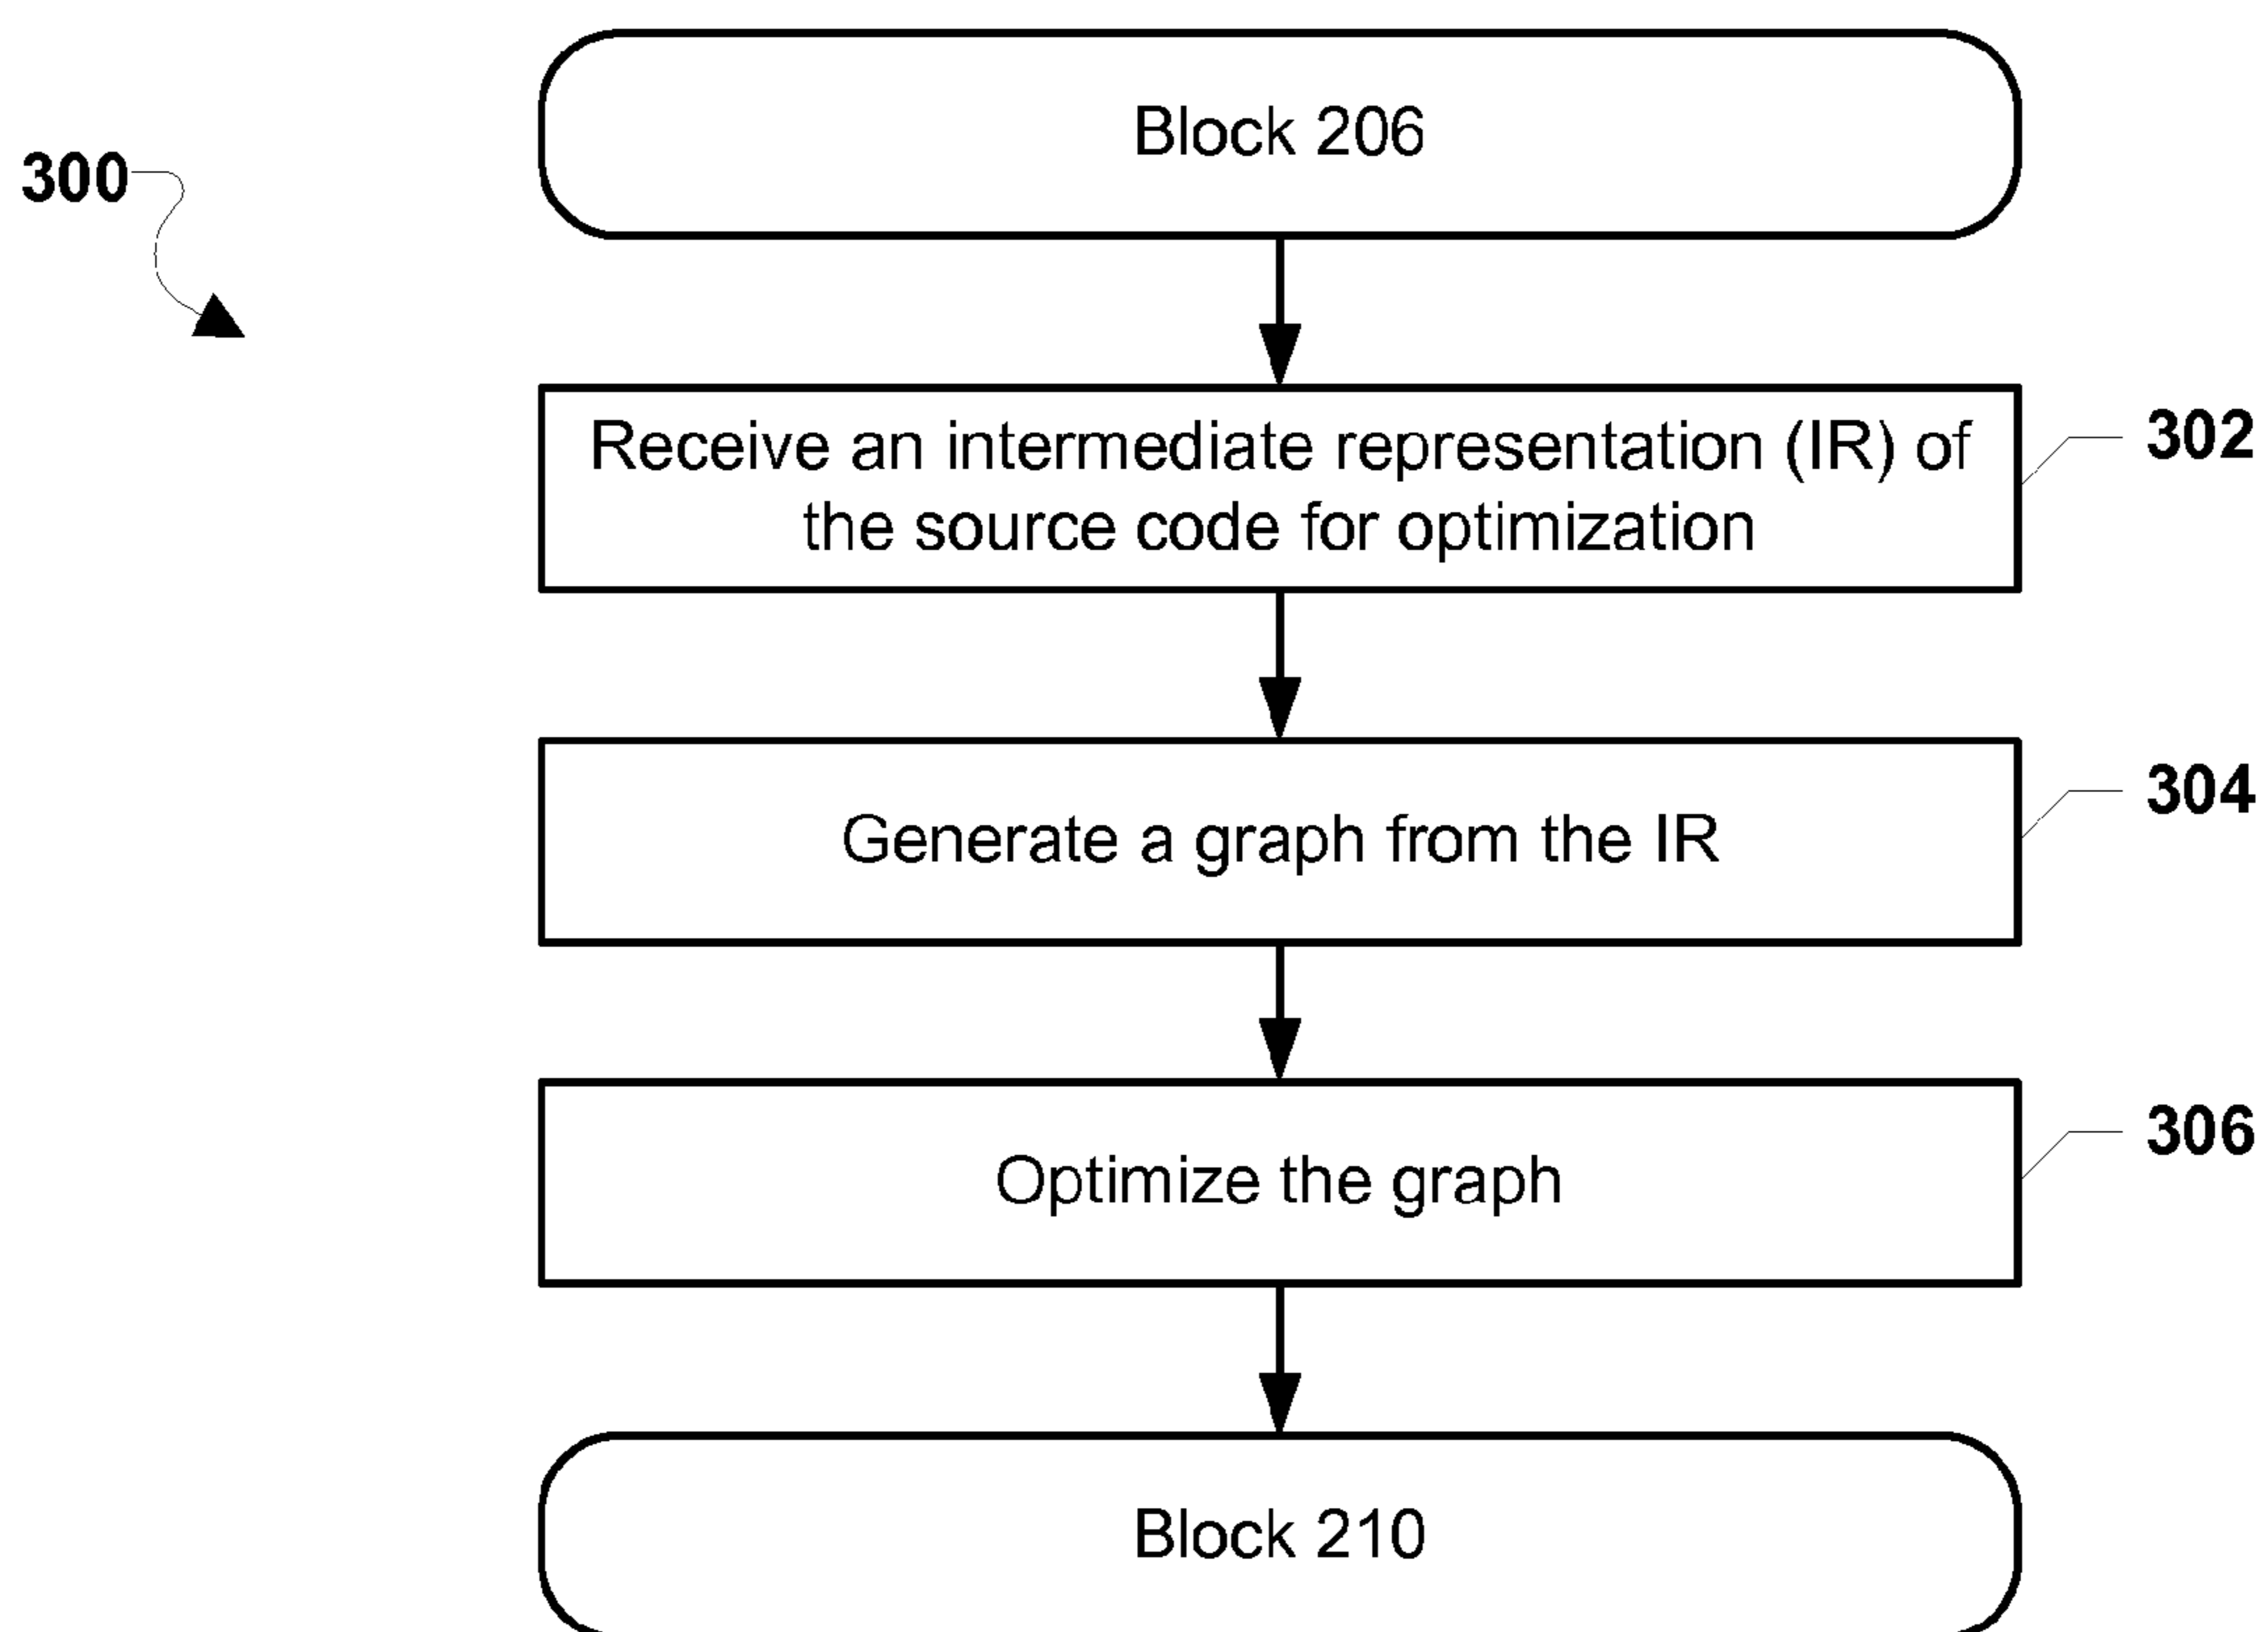 Block 206
300
Receive an intermediate representation (IR) of
the source code for optimization
302
Generate a graph from the IR
304
Optimize the graph
306
Block 210